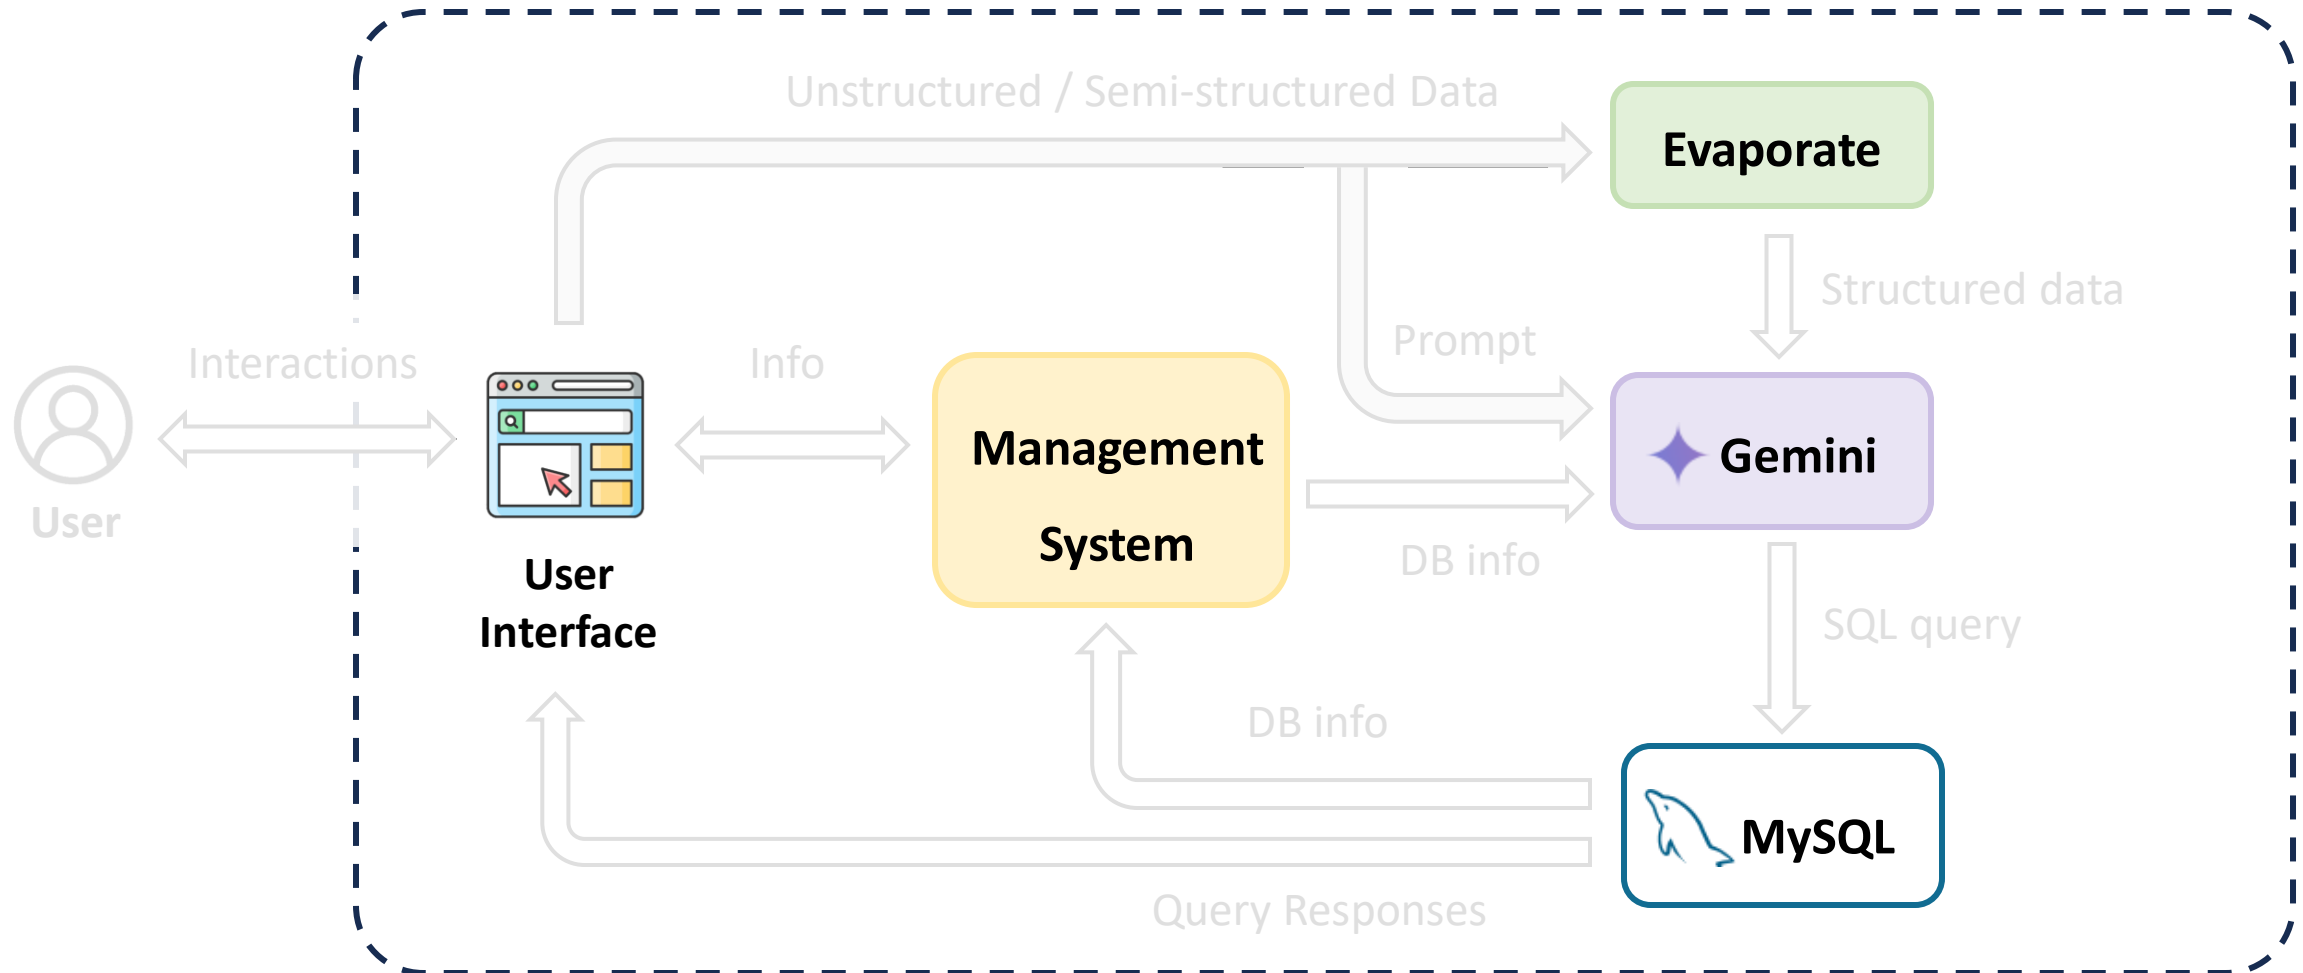 Unstructured / Semi-structured Data
Evaporate
Structured data
Prompt
Interactions
Info
Management
System
Gemini
User
DB info
User
Interface
SQL query
DB info
MySQL
Query Responses